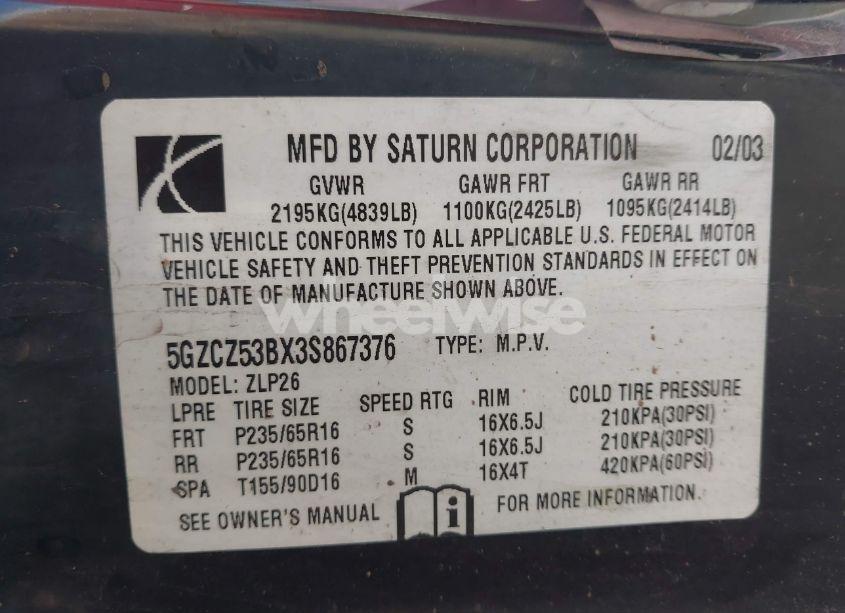 MFD BY SATURN CORPORATION 02/03
GVWR GAWR FRT GAWR RR
2195KG(4839LB) 1100KG(2425LB) 1095KG(2414LB)
THIS VEHICLE CONFORMS TO ALL APPLICABLE U.S. FEDERAL MOTOR
VEHICLE SAFETY AND THEFT PREVENTION STANDARDS IN EFFECT ON
THE DATE OF MANUFACTURE SHOWN ABOVE.
wheelwise
5GZCZ53BX3S867376 TYPE: M.P.V.
MODEL: ZLP26
LPRE TIRE SIZE SPEED RTG RIM COLD TIRE PRESSURE
FRT P235/65R16 S 16X6.5J 210KPA(30PSI)
RR P235/65R16 S 16X6.5J 210KPA(30PSI)
SPA T155/90D16 M 16X4T 420KPA(60PSI)
SEE OWNER'S MANUAL i FOR MORE INFORMATION.